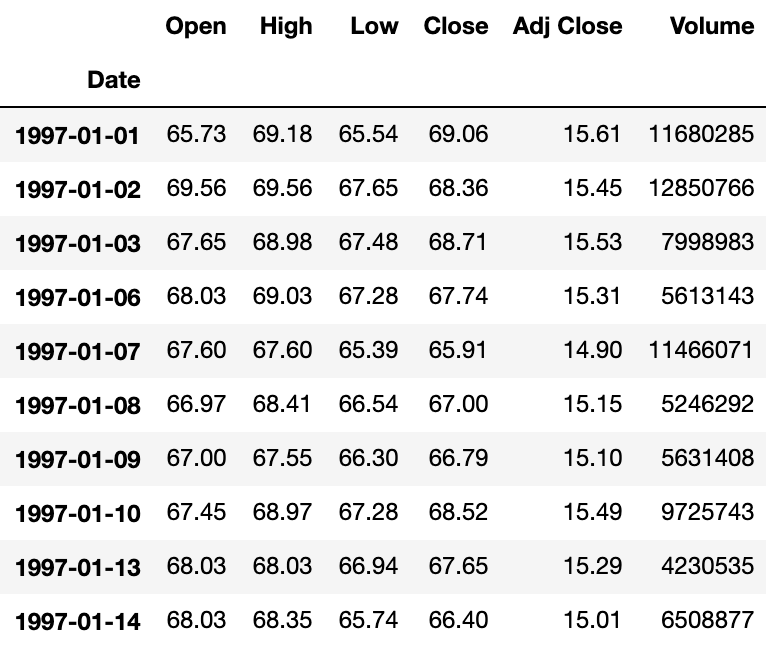 Open High Low Close Adj Close Volume
Date
1997-01-01 65.73 69.18 65.54 69.06 15.61 11680285
1997-01-02 69.56 69.56 67.65 68.36 15.45 12850766
1997-01-03 67.65 68.98 67.48 68.71 15.53 7998983
1997-01-06 68.03 69.03 67.28 67.74 15.31 5613143
1997-01-07 67.60 67.60 65.39 65.91 14.90 11466071
1997-01-08 66.97 68.41 66.54 67.00 15.15 5246292
1997-01-09 67.00 67.55 66.30 66.79 15.10 5631408
1997-01-10 67.45 68.97 67.28 68.52 15.49 9725743
1997-01-13 68.03 68.03 66.94 67.65 15.29 4230535
1997-01-14 68.03 68.35 65.74 66.40 15.01 6508877